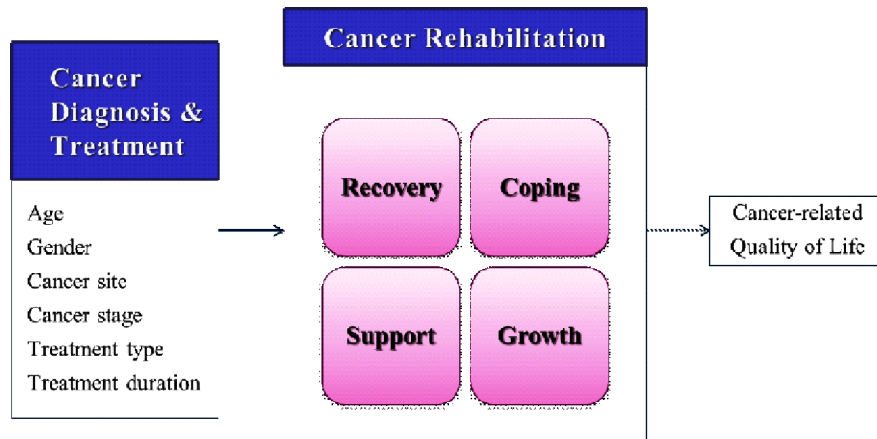 Cancer Rehabilitation
Cancer
Diagnosis &
Treatment
Age
Gender
Cancer site
Cancer stage
Treatment type
Treatment duration
Recovery
Coping
Support
Growth
Cancer-related
Quality of Life